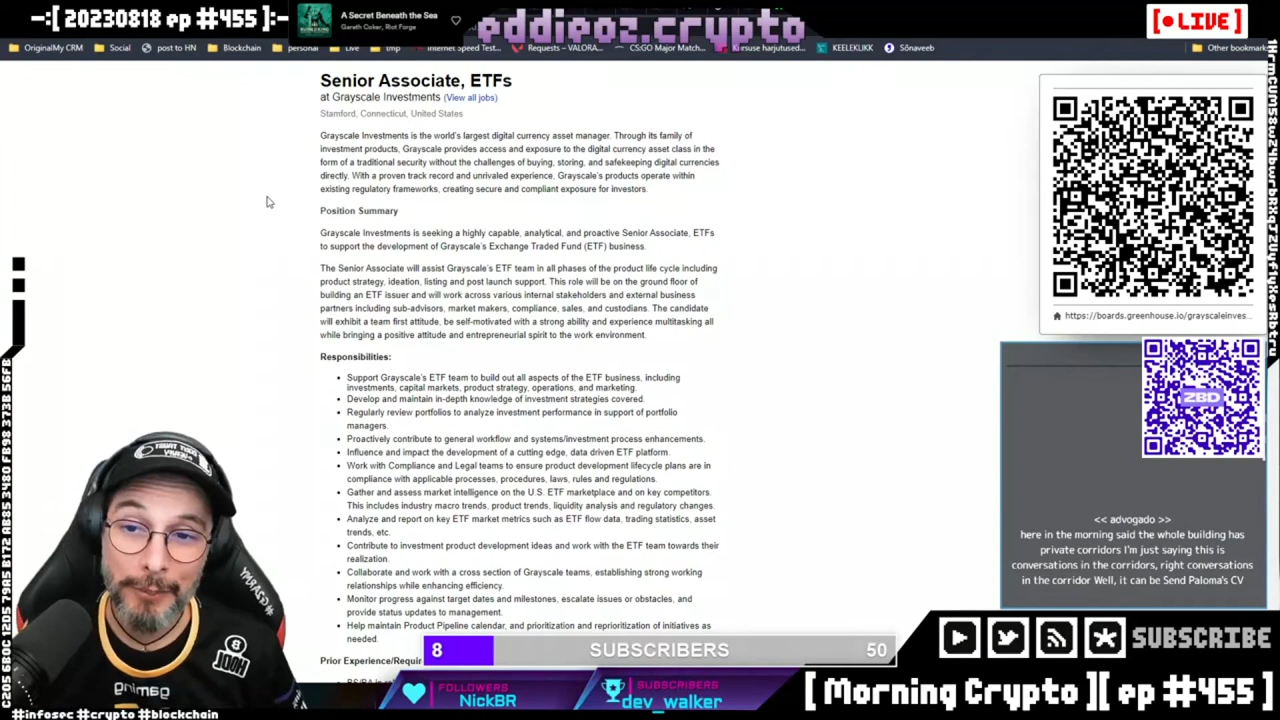 -:[ 20230818 ep #455 ]:-
A Secret Beneath the Sea
Gareth Coker, Riot Forge
eddieoz.crypto
[ LIVE ]
OriginalMy CRM
Social
post to HN
Blockchain
personal
Live
tmp
Internet Speed Test...
Requests – VALORA...
CS:GO Major Match...
Kursuse harjutused...
KEELEKLIKK
Sõnaveeb
Other bookmarks
Senior Associate, ETFs
at Grayscale Investments (View all jobs)
Stamford, Connecticut, United States
Grayscale Investments is the world's largest digital currency asset manager. Through its family of
investment products, Grayscale provides access and exposure to the digital currency asset class in the
form of a traditional security without the challenges of buying, storing, and safekeeping digital currencies
directly. With a proven track record and unrivaled experience, Grayscale's products operate within
existing regulatory frameworks, creating secure and compliant exposure for investors.
Position Summary
Grayscale Investments is seeking a highly capable, analytical, and proactive Senior Associate, ETFs
to support the development of Grayscale's Exchange Traded Fund (ETF) business.
The Senior Associate will assist Grayscale's ETF team in all phases of the product life cycle including
product strategy, ideation, listing and post launch support. This role will be on the ground floor of
building an ETF issuer and will work across various internal stakeholders and external business
partners including sub-advisors, market makers, compliance, sales, and custodians. The candidate
will exhibit a team first attitude, be self-motivated with a strong ability and experience multitasking all
while bringing a positive attitude and entrepreneurial spirit to the work environment.
Responsibilities:
Support Grayscale's ETF team to build out all aspects of the ETF business, including
investments, capital markets, product strategy, operations, and marketing.
Develop and maintain in-depth knowledge of investment strategies covered.
Regularly review portfolios to analyze investment performance in support of portfolio
managers.
Proactively contribute to general workflow and systems/investment process enhancements.
Influence and impact the development of a cutting edge, data driven ETF platform.
Work with Compliance and Legal teams to ensure product development lifecycle plans are in
compliance with applicable processes, procedures, laws, rules and regulations.
Gather and assess market intelligence on the U.S. ETF marketplace and on key competitors.
This includes industry macro trends, product trends, liquidity analysis and regulatory changes.
Analyze and report on key ETF market metrics such as ETF flow data, trading statistics, asset
trends, etc.
Contribute to investment product development ideas and work with the ETF team towards their
realization.
Collaborate and work with a cross section of Grayscale teams, establishing strong working
relationships while enhancing efficiency.
Monitor progress against target dates and milestones, escalate issues or obstacles, and
provide status updates to management.
Help maintain Product Pipeline calendar, and prioritization and reprioritization of initiatives as
needed.
Prior Experience/Requir
https://boards.greenhouse.io/grayscaleinves...
ZBD
<< advogado >>
here in the morning said the whole building has
private corridors I'm just saying this is
conversations in the corridors, right conversations
in the corridor Well, it can be Send Paloma's CV
8 SUBSCRIBERS 50
FOLLOWERS
NickBR
SUBSCRIBERS
dev_walker
SUBSCRIBE
[ Morning Crypto ][ ep #455 ]
#infosec #crypto #blockchain